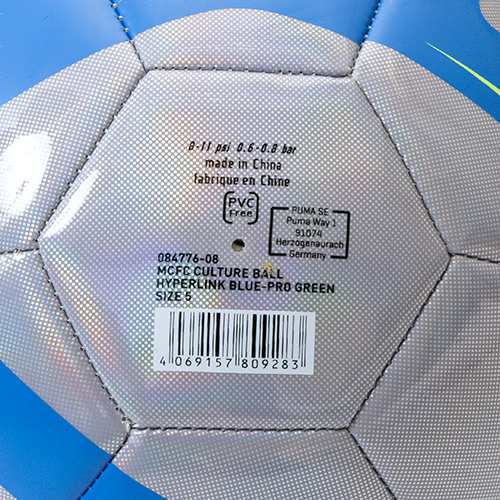 8-11 psi 0.6-0.8 bar
made in China
fabrique en Chine
PVC
Free
PUMA SE
Puma Way 1
91074
Herzogenaurach
Germany
084776-08
MCFC CULTURE BALL
HYPERLINK BLUE-PRO GREEN
SIZE 5
4 069157 809283